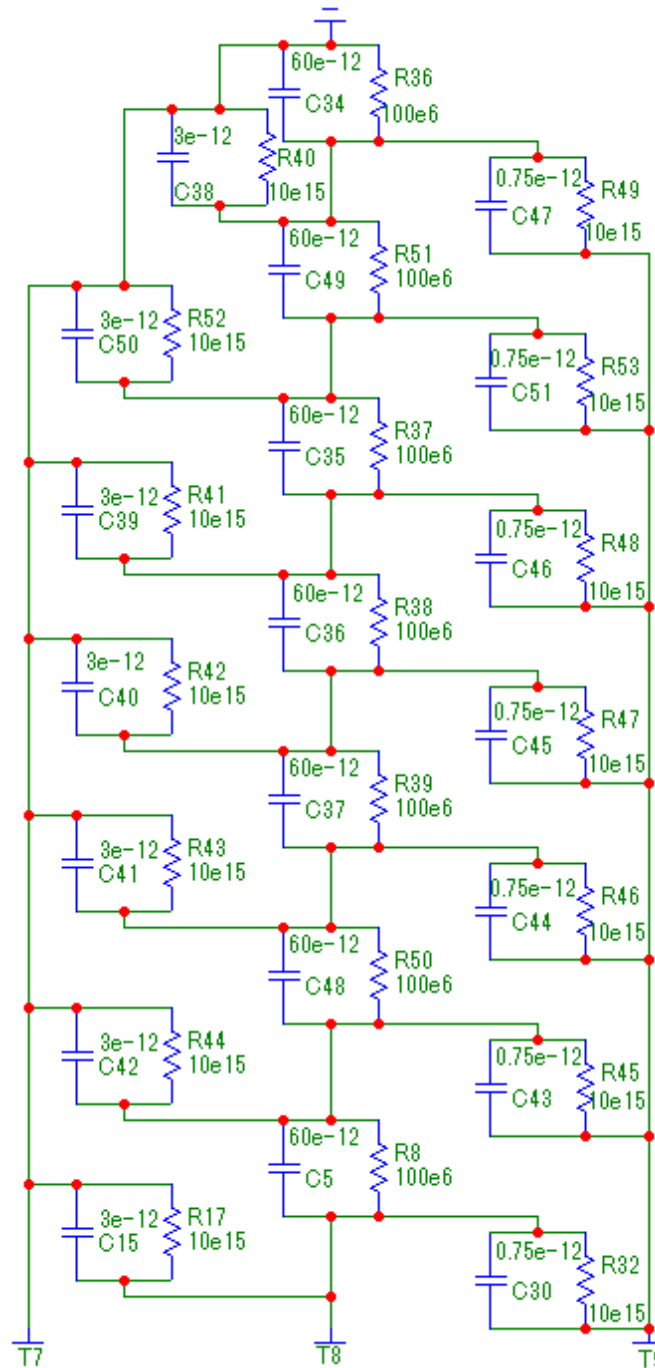 60e-12
R36
C34
100e6
3e-12
R40
C38
10e15
0.75e-12
R49
C47
10e15
60e-12
R51
C49
100e6
3e-12
R52
C50
10e15
0.75e-12
R53
C51
10e15
60e-12
R37
C35
100e6
3e-12
R41
C39
10e15
0.75e-12
R48
C46
10e15
60e-12
R38
C36
100e6
3e-12
R42
C40
10e15
0.75e-12
R47
C45
10e15
60e-12
R39
C37
100e6
3e-12
R43
C41
10e15
0.75e-12
R46
C44
10e15
60e-12
R50
C48
100e6
3e-12
R44
C42
10e15
0.75e-12
R45
C43
10e15
60e-12
R8
C5
100e6
3e-12
R17
C15
10e15
0.75e-12
R32
C30
10e15
T7
T8